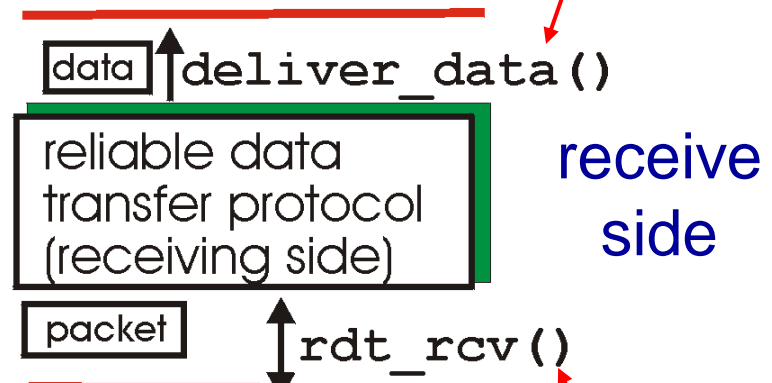 data deliver_data()
reliable data
transfer protocol
(receiving side)
receive
side
packet rdt_rcv()